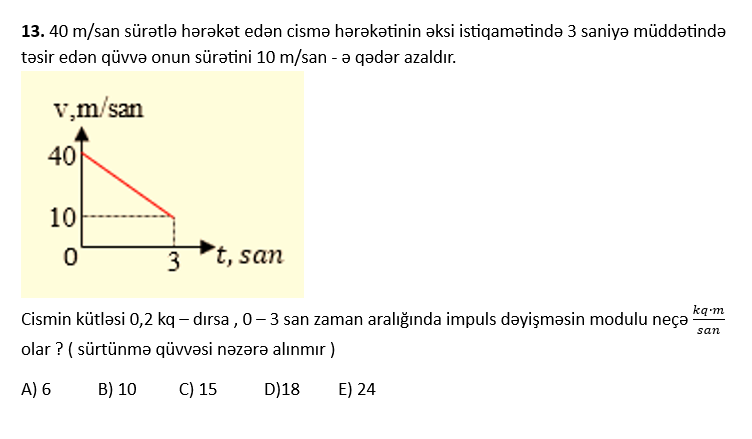 13. 40 m/san sürətlə hərəkət edən cismə hərəkətinin əksi istiqamətində 3 saniyə müddətində
təsir edən qüvvə onun sürətini 10 m/san - ə qədər azaldır.
v,m/san
40
10
0
3
t, san
Cismin kütləsi 0,2 kq – dırsa , 0 – 3 san zaman aralığında impuls dəyişməsin modulu neçə kq·m/san
olar ? ( sürtünmə qüvvəsi nəzərə alınmır )
A) 6 B) 10 C) 15 D)18 E) 24